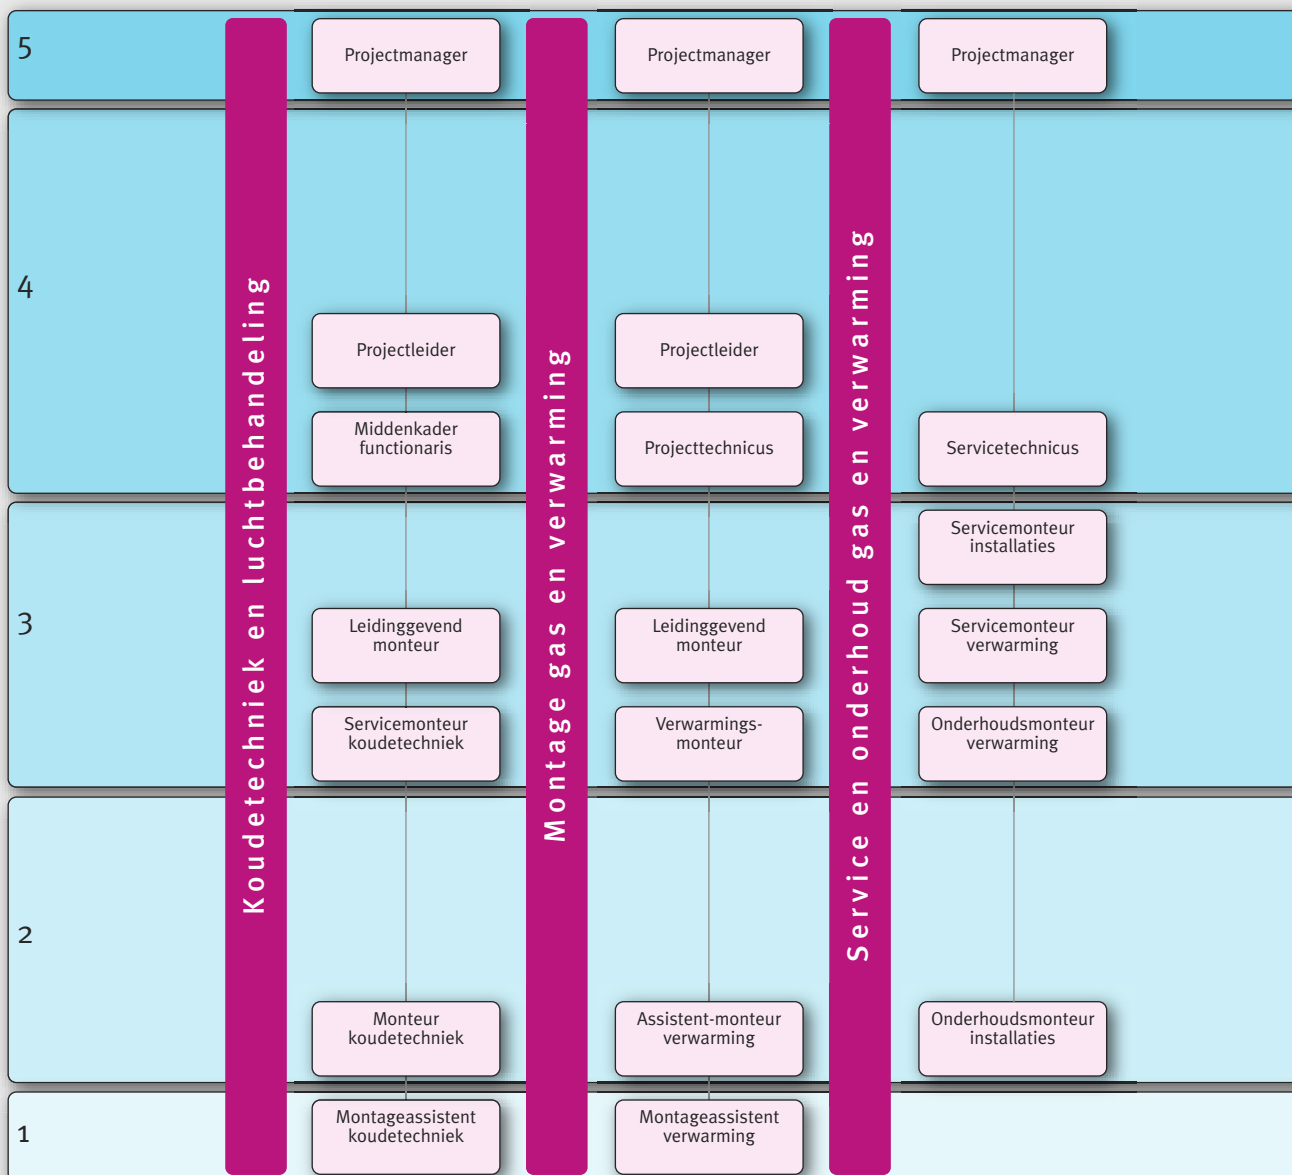 5
Projectmanager
Projectmanager
Projectmanager
4
Koudetechniek en luchtbehandeling
Montage gas en verwarming
Service en onderhoud gas en verwarming
Projectleider
Projectleider
Middenkader
functionaris
Projecttechnicus
Servicetechnicus
3
Servicemonteur
installaties
Leidinggevend
monteur
Leidinggevend
monteur
Servicemonteur
verwarming
Servicemonteur
koudetechniek
Verwarmings-
monteur
Onderhoudsmonteur
verwarming
2
Monteur
koudetechniek
Assistent-monteur
verwarming
Onderhoudsmonteur
installaties
1
Montageassistent
koudetechniek
Montageassistent
verwarming